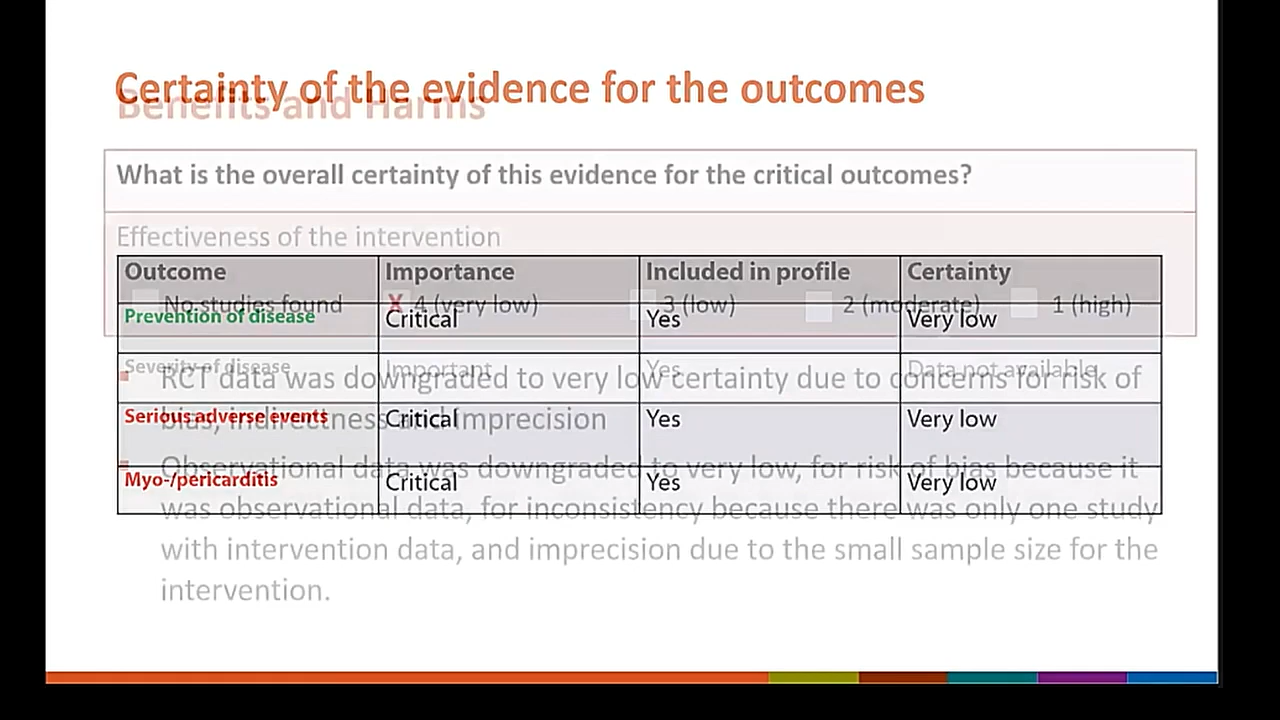 Certainty of the evidence for the outcomes
Benefits and Harms
What is the overall certainty of this evidence for the critical outcomes?
Effectiveness of the intervention
Outcome Importance Included in profile Certainty
No studies found X 4 (very low) 3 (low) 2 (moderate) 1 (high)
Prevention of disease Critical Yes Very low
Severity of disease Important Yes Data not available
RCT data was downgraded to very low certainty due to concerns for risk of
bias, indirectness and imprecision
Serious adverse events Critical Yes Very low
Observational data was downgraded to very low, for risk of bias because it
Myo-/pericarditis Critical Yes Very low
was observational data, for inconsistency because there was only one study
with intervention data, and imprecision due to the small sample size for the
intervention.